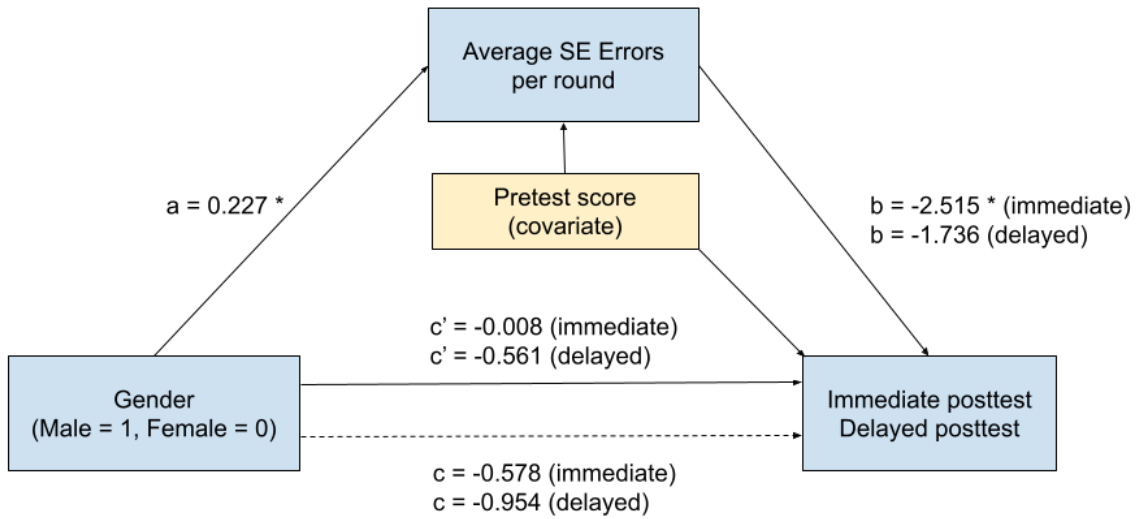 Average SE Errors
per round
Pretest score
(covariate)
a = 0.227 *
b = -2.515 * (immediate)
b = -1.736 (delayed)
c’ = -0.008 (immediate)
c’ = -0.561 (delayed)
Gender
(Male = 1, Female = 0)
Immediate posttest
Delayed posttest
c = -0.578 (immediate)
c = -0.954 (delayed)